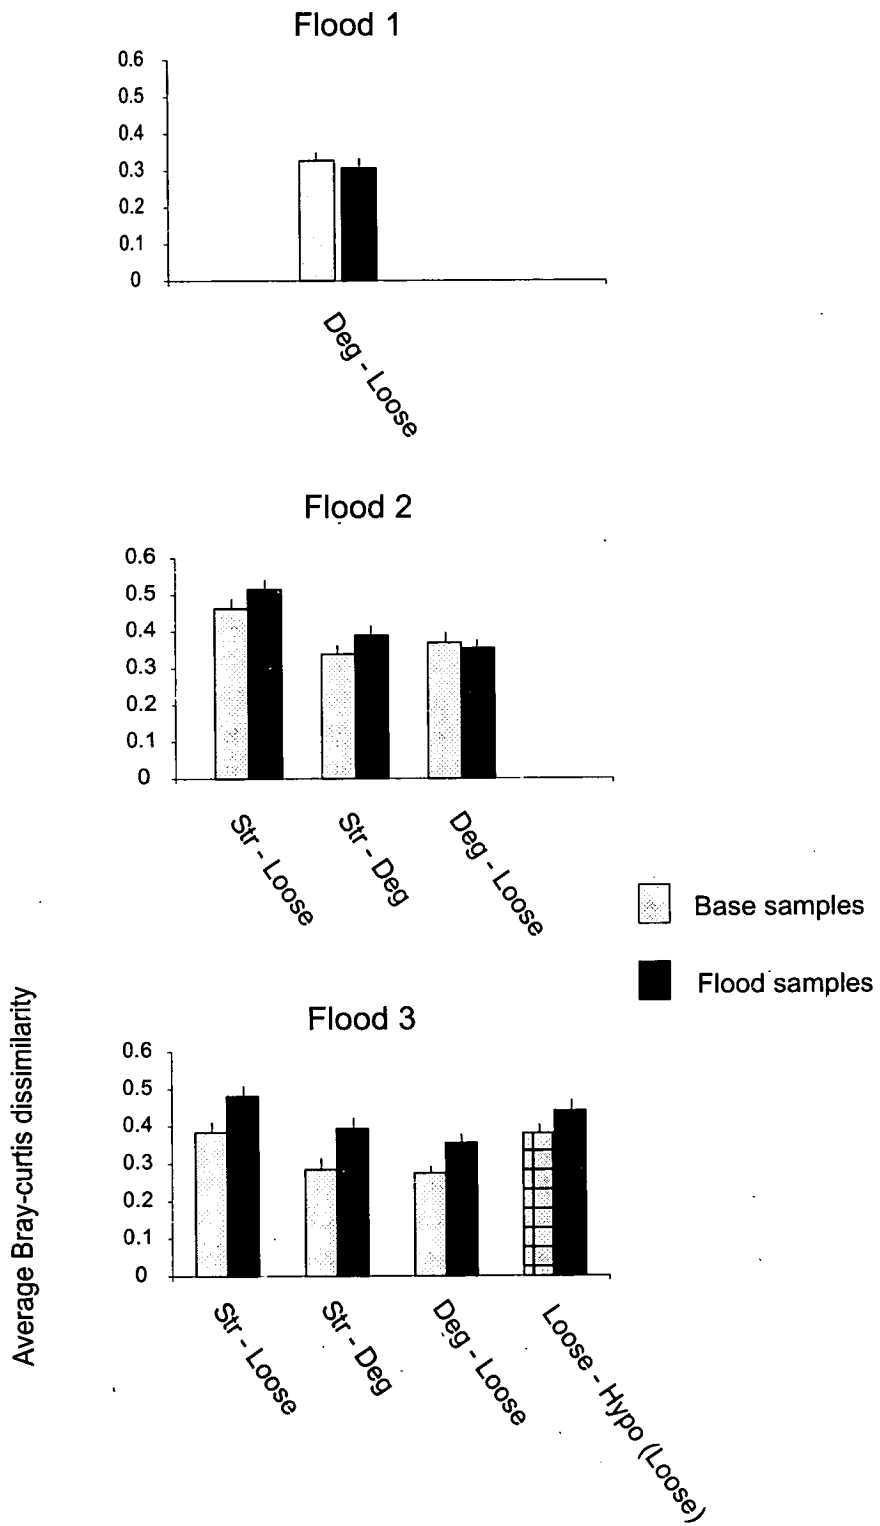 Flood 1
0.6
0.5
0.4
0.3
0.2
0.1
0
Deg - Loose
Flood 2
0.6
0.5
0.4
0.3
0.2
0.1
0
Str - Loose
Str - Deg
Deg - Loose
Base samples
Flood samples
Average Bray-curtis dissimilarity
Flood 3
0.6
0.5
0.4
0.3
0.2
0.1
0
Str - Loose
Str - Deg
Deg - Loose
Loose - Hypo (Loose)